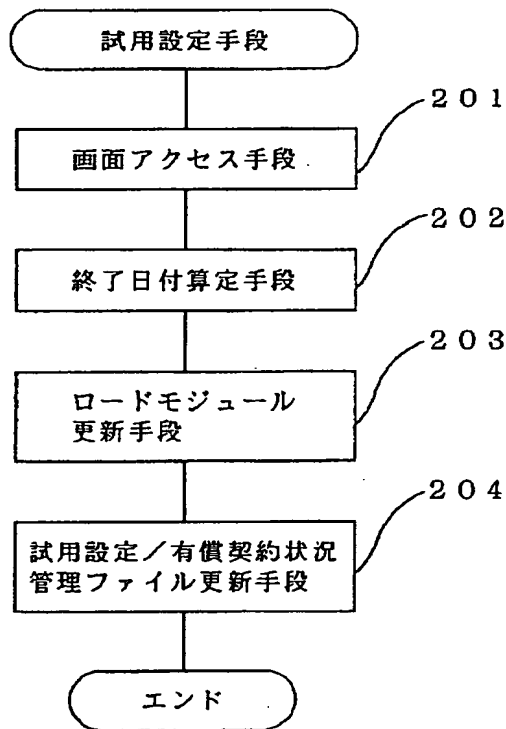 試用設定手段
201
画面アクセス手段
202
終了日付算定手段
203
ロードモジュール
更新手段
204
試用設定／有償契約状況
管理ファイル更新手段
エンド